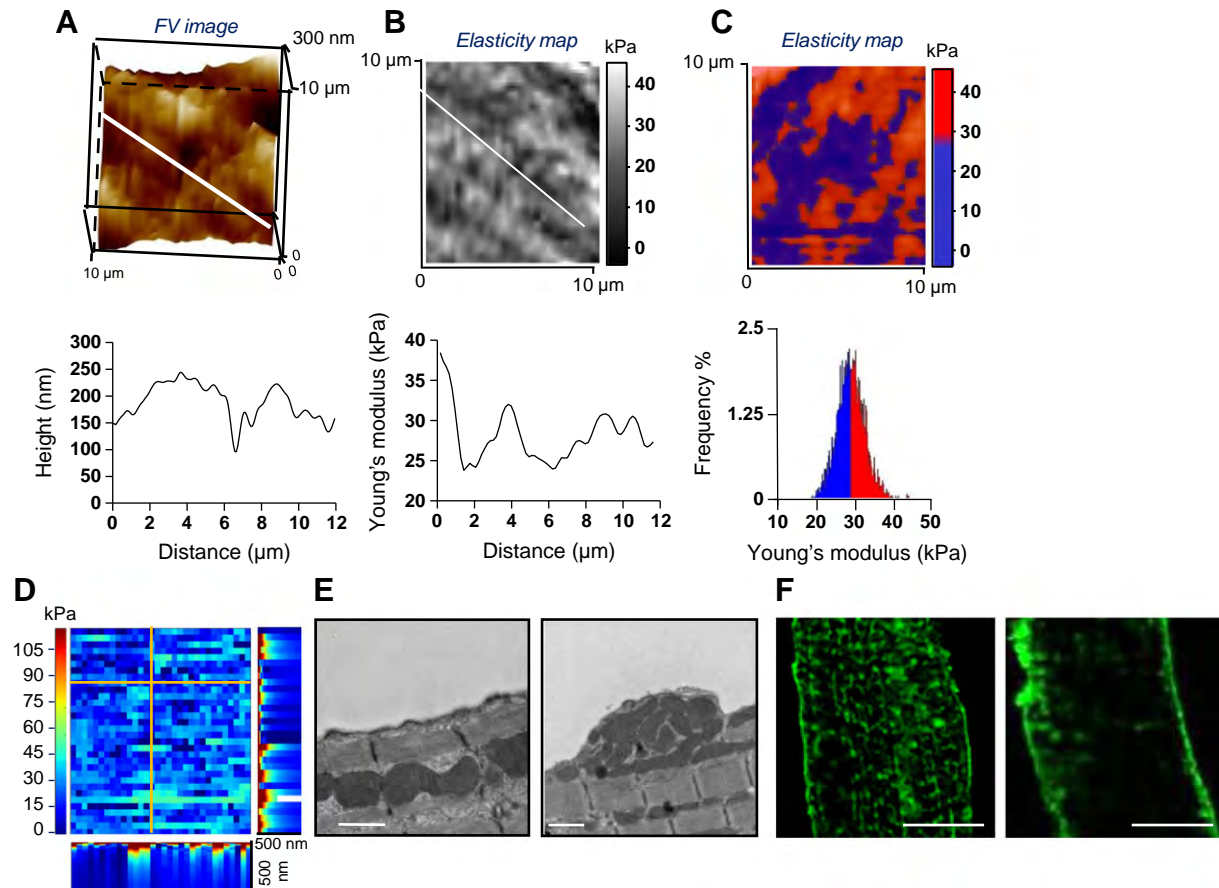 A
FV image
300 nm
10 µm
10 µm
0
0
0
Height (nm)
300
250
200
150
100
50
0
0 2 4 6 8 10 12
Distance (µm)
B
Elasticity map
kPa
10 µm
40
30
20
10
0
0
10 µm
Young's modulus (kPa)
40
35
30
25
20
0 2 4 6 8 10 12
Distance (µm)
C
Elasticity map
10 µm
40
30
20
10
0
0
10 µm
Frequency %
2.5
1.25
0
10 20 30 40 50
Young's modulus (kPa)
D
kPa
105
90
75
60
45
30
15
0
500 nm
500
nm
E
F